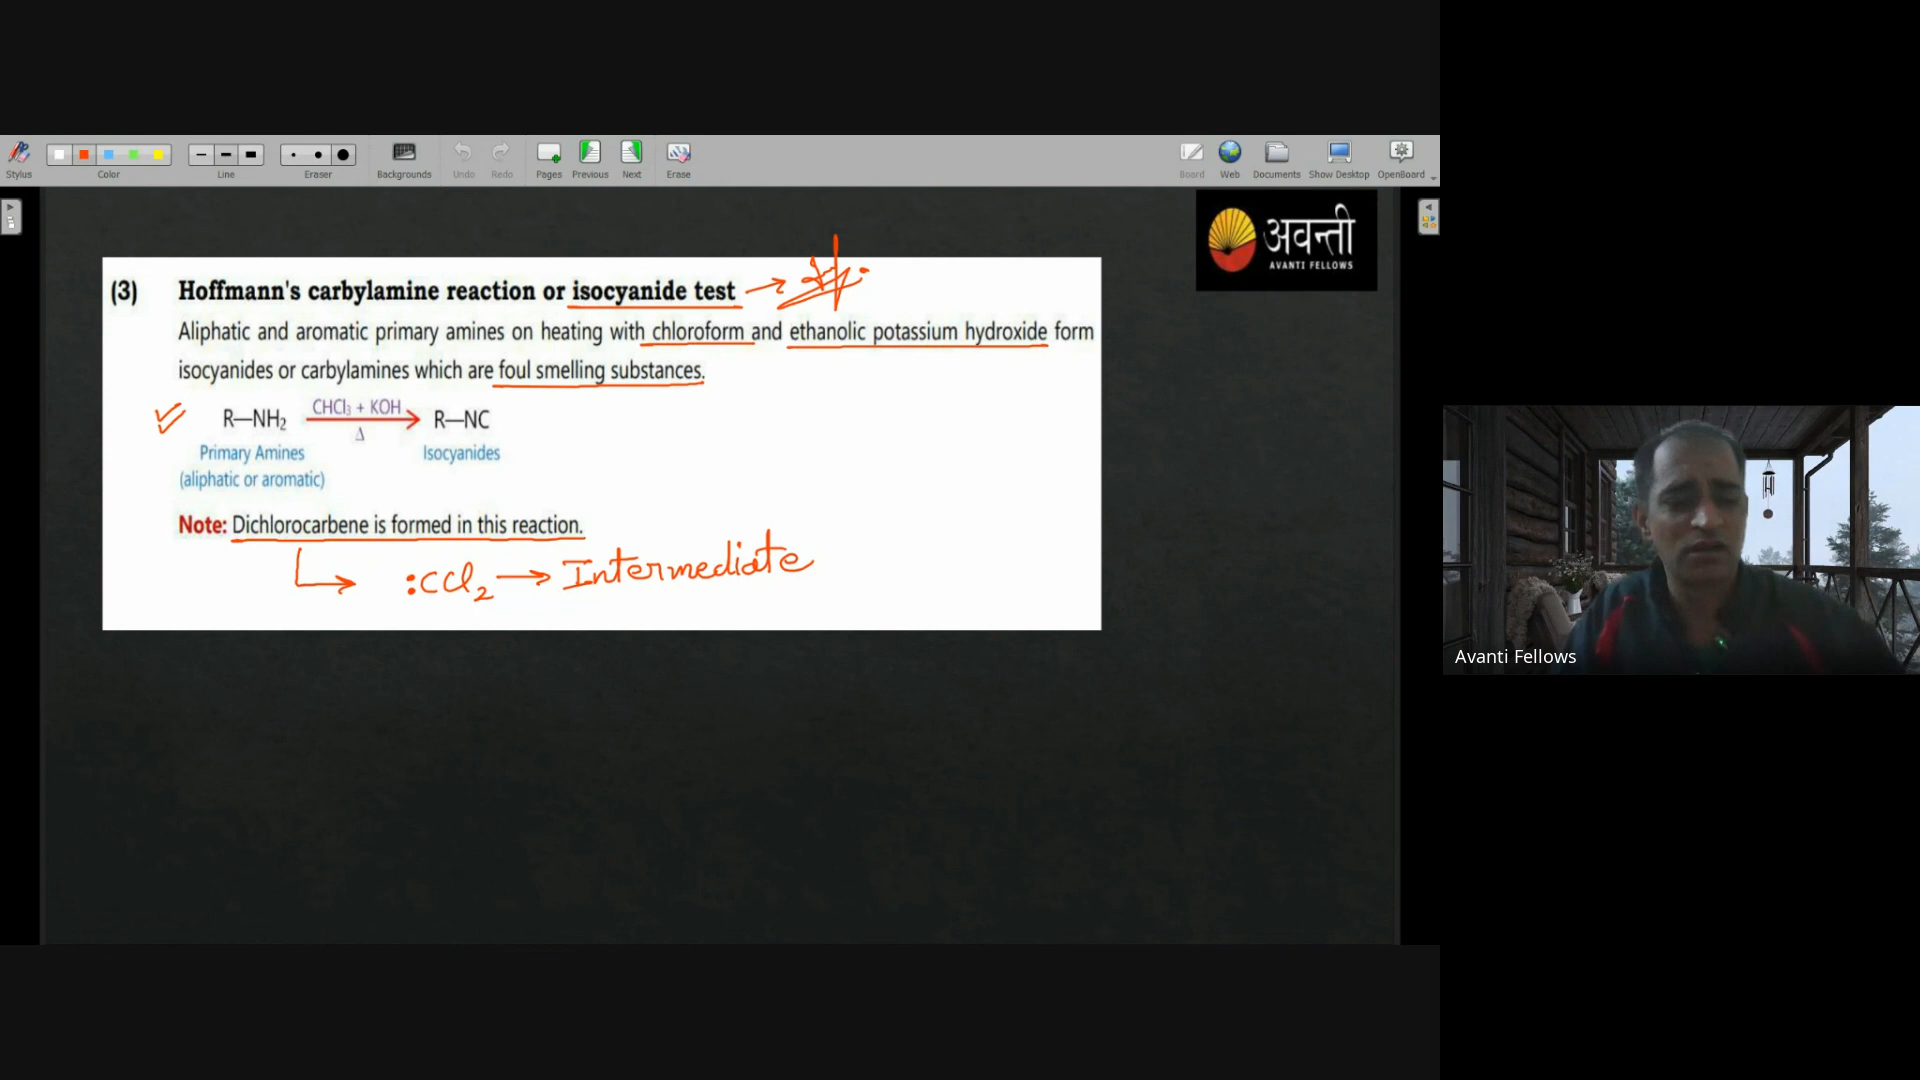 Stylus
Color
Line
Eraser
Backgrounds
Undo
Redo
Pages
Previous
Next
Erase
Board
Web
Documents
Show Desktop
OpenBoard
अवन्ती
AVANTI FELLOWS
(3) Hoffmann's carbylamine reaction or isocyanide test →
Aliphatic and aromatic primary amines on heating with chloroform and ethanolic potassium hydroxide form
isocyanides or carbylamines which are foul smelling substances.
R—NH₂ CHCl₃ + KOH Δ → R—NC
Primary Amines Isocyanides
(aliphatic or aromatic)
Note: Dichlorocarbene is formed in this reaction.
:CCl₂ → Intermediate
Avanti Fellows